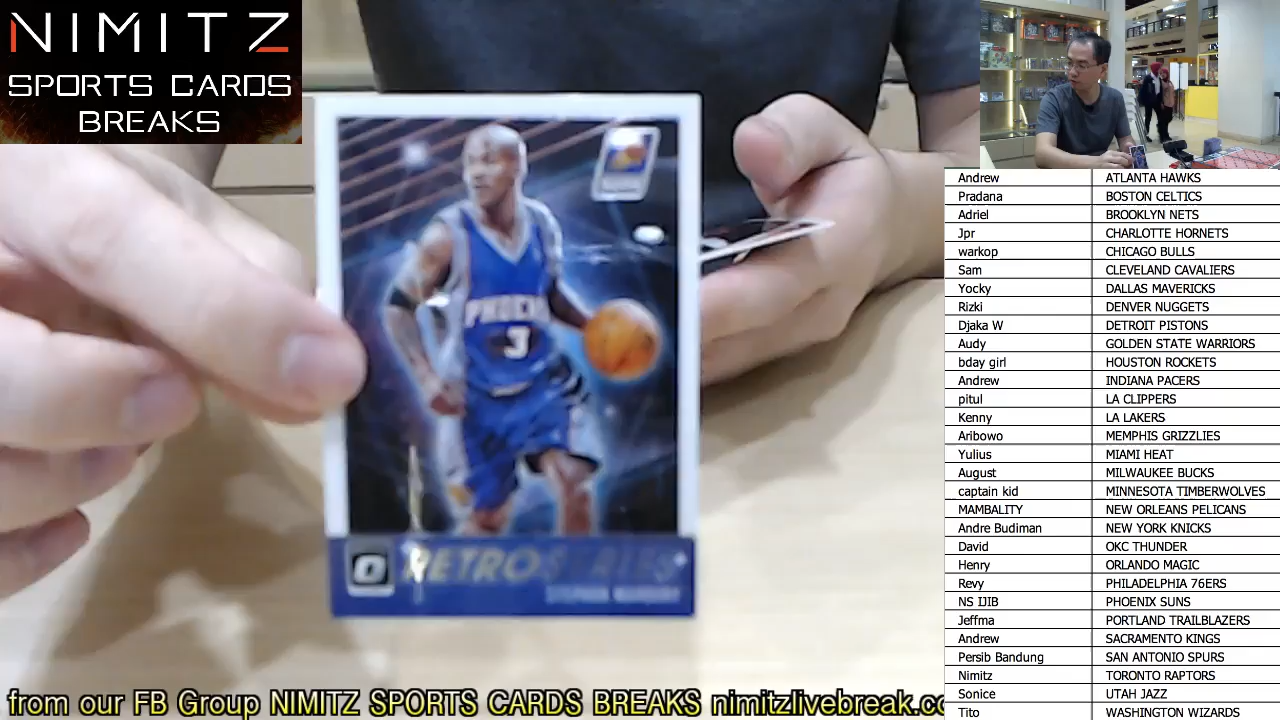 NIMITZ
SPORTS CARDS
BREAKS
PHOENIX
3
RETRO SERIES
STEPHON MARBURY
Andrew ATLANTA HAWKS
Pradana BOSTON CELTICS
Adriel BROOKLYN NETS
Jpr CHARLOTTE HORNETS
warkop CHICAGO BULLS
Sam CLEVELAND CAVALIERS
Yocky DALLAS MAVERICKS
Rizki DENVER NUGGETS
Djaka W DETROIT PISTONS
Audy GOLDEN STATE WARRIORS
bday girl HOUSTON ROCKETS
Andrew INDIANA PACERS
pitul LA CLIPPERS
Kenny LA LAKERS
Aribowo MEMPHIS GRIZZLIES
Yulius MIAMI HEAT
August MILWAUKEE BUCKS
captain kid MINNESOTA TIMBERWOLVES
MAMBALITY NEW ORLEANS PELICANS
Andre Budiman NEW YORK KNICKS
David OKC THUNDER
Henry ORLANDO MAGIC
Revy PHILADELPHIA 76ERS
NS IJIB PHOENIX SUNS
Jeffma PORTLAND TRAILBLAZERS
Andrew SACRAMENTO KINGS
Persib Bandung SAN ANTONIO SPURS
Nimitz TORONTO RAPTORS
Sonice UTAH JAZZ
Tito WASHINGTON WIZARDS
from our FB Group NIMITZ SPORTS CARDS BREAKS nimitzlivebreak.co